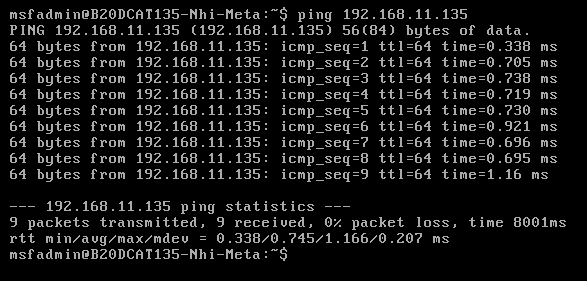 msfadmin@B20DCAT135-Nhi-Meta:~$ ping 192.168.11.135
PING 192.168.11.135 (192.168.11.135) 56(84) bytes of data.
64 bytes from 192.168.11.135: icmp_seq=1 ttl=64 time=0.338 ms
64 bytes from 192.168.11.135: icmp_seq=2 ttl=64 time=0.705 ms
64 bytes from 192.168.11.135: icmp_seq=3 ttl=64 time=0.738 ms
64 bytes from 192.168.11.135: icmp_seq=4 ttl=64 time=0.719 ms
64 bytes from 192.168.11.135: icmp_seq=5 ttl=64 time=0.730 ms
64 bytes from 192.168.11.135: icmp_seq=6 ttl=64 time=0.921 ms
64 bytes from 192.168.11.135: icmp_seq=7 ttl=64 time=0.696 ms
64 bytes from 192.168.11.135: icmp_seq=8 ttl=64 time=0.695 ms
64 bytes from 192.168.11.135: icmp_seq=9 ttl=64 time=1.16 ms
--- 192.168.11.135 ping statistics ---
9 packets transmitted, 9 received, 0% packet loss, time 8001ms
rtt min/avg/max/mdev = 0.338/0.745/1.166/0.207 ms
msfadmin@B20DCAT135-Nhi-Meta:~$